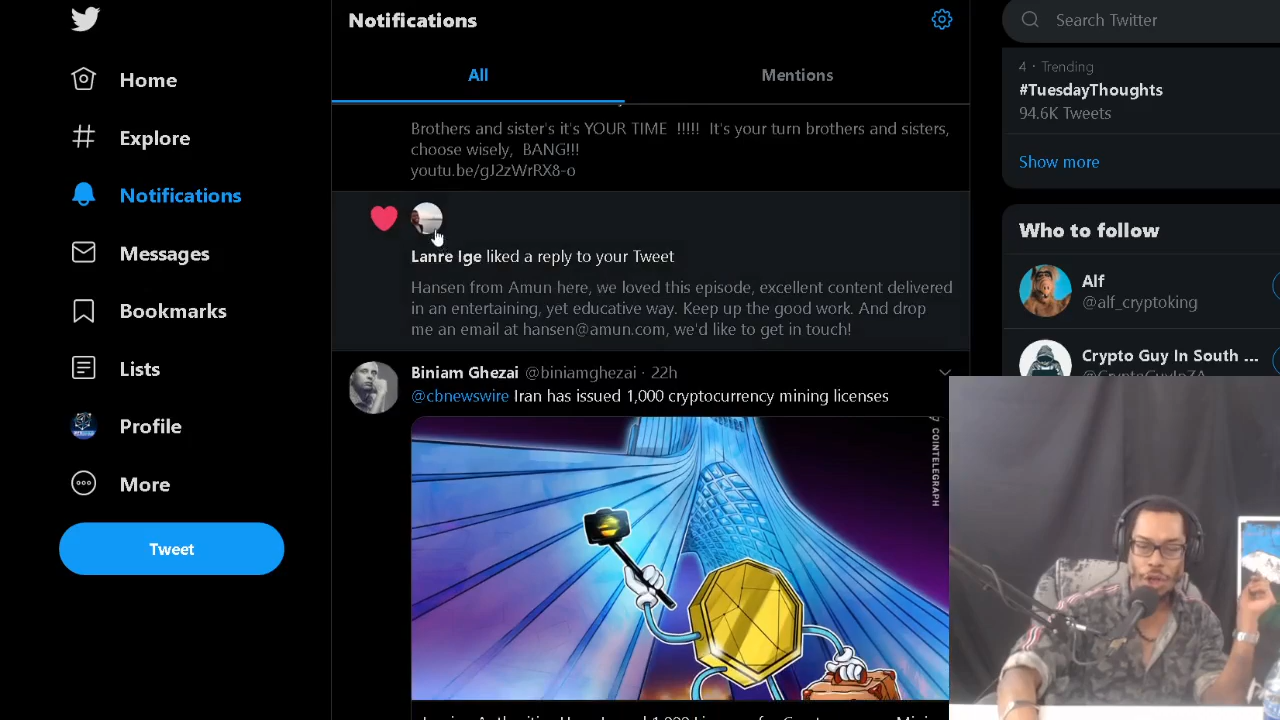 Notifications
Search Twitter
Home
Explore
Notifications
Messages
Bookmarks
Lists
Profile
More
Tweet
All
Mentions
Brothers and sister's it's YOUR TIME !!!!! It's your turn brothers and sisters,
choose wisely, BANG!!!
youtu.be/gJ2zWrRX8-o
Lanre Ige liked a reply to your Tweet
Hansen from Amun here, we loved this episode, excellent content delivered
in an entertaining, yet educative way. Keep up the good work. And drop
me an email at hansen@amun.com, we'd like to get in touch!
Biniam Ghezai @biniamghezai · 22h
@cbnewswire Iran has issued 1,000 cryptocurrency mining licenses
COINTELEGRAPH
4 · Trending
#TuesdayThoughts
94.6K Tweets
Show more
Who to follow
Alf
@alf_cryptoking
Crypto Guy In South ...
@CryptoGuyInZA